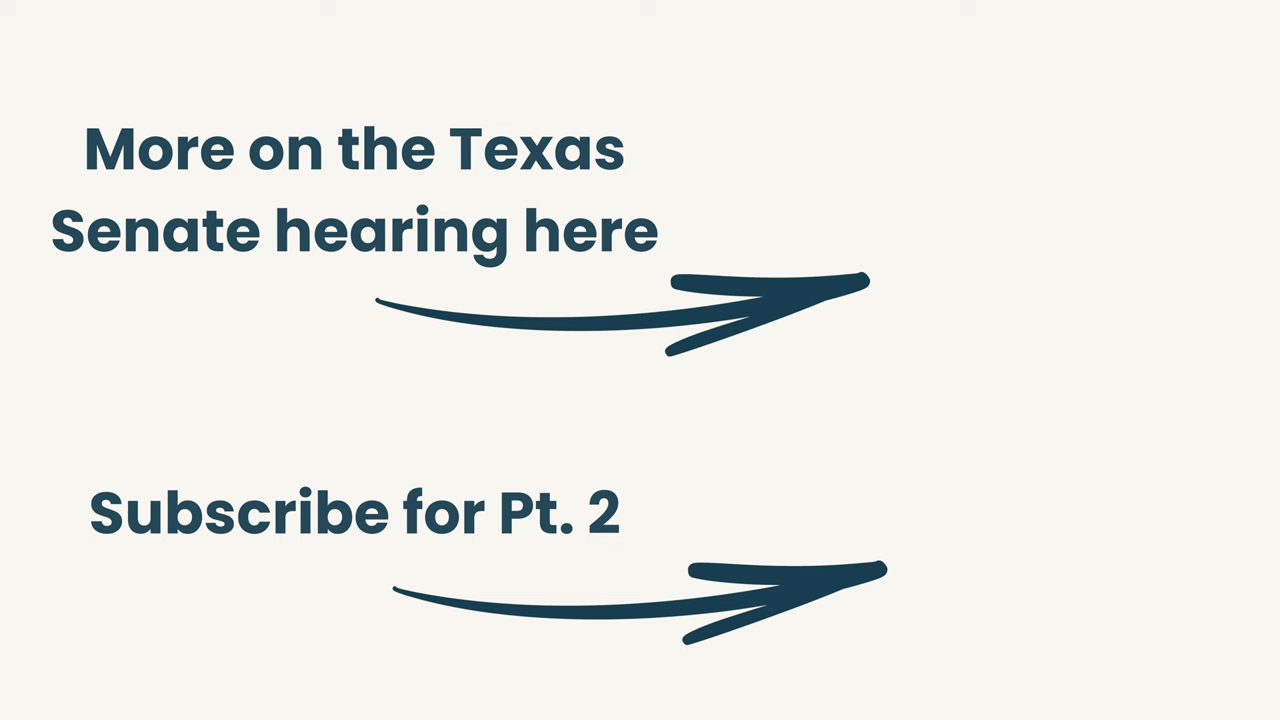 More on the Texas
Senate hearing here
Subscribe for Pt. 2